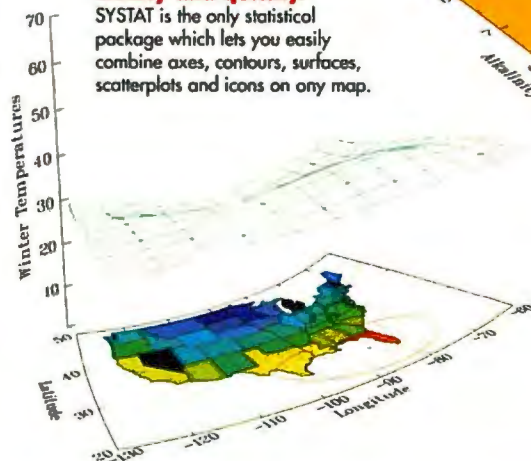 SYSTAT is the only statistical
package which lets you easily
combine axes, contours, surfaces,
scatterplots and icons on any map.
Alkalinity
Winter Temperatures
70
60
50
40
30
20
10
50
40
30
20
Latitude
-130
-120
-110
-100
-90
-80
-70
-60
Longitude